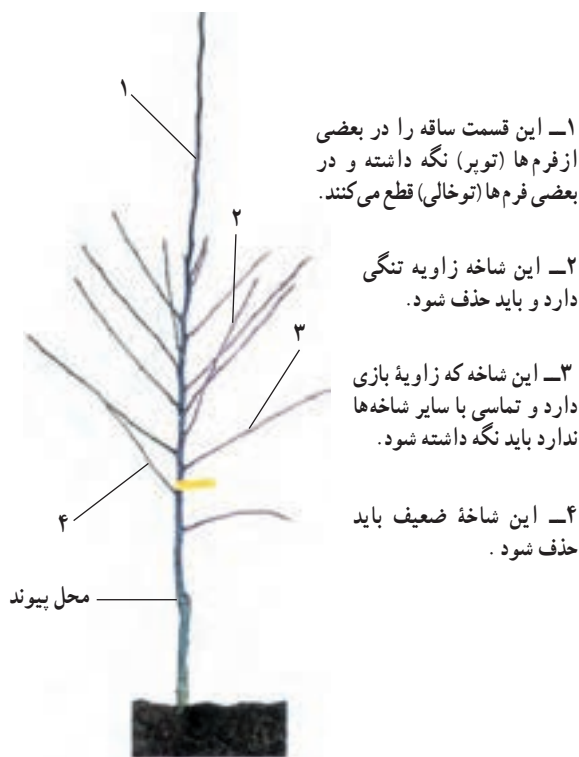 ۱
۱ــ این قسمت ساقه را در بعضی
ازفرم‌ها (توپر) نگه داشته و در
بعضی فرم‌ها(توخالی) قطع می‌کنند.
۲
۲ــ این شاخه زاویه تنگی
دارد و باید حذف شود.
۳
۳ــ این شاخه که زاویهٔ بازی
دارد و تماسی با سایر شاخه‌ها
ندارد باید نگه داشته شود.
۴
۴ــ این شاخهٔ ضعیف باید
حذف شود .
محل پیوند